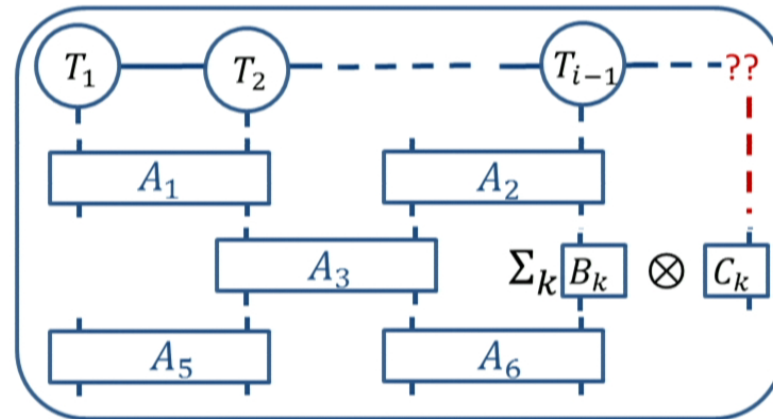 T₁ T₂ Tᵢ₋₁ ??
A₁ A₂
A₃ Σₖ Bₖ ⊗ Cₖ
A₅ A₆